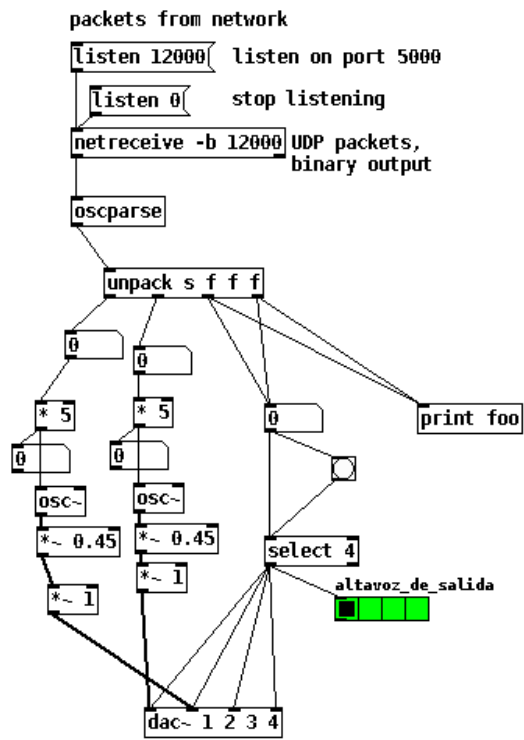 packets from network
listen 12000
listen on port 5000
listen 0
stop listening
netreceive -b 12000
UDP packets,
binary output
oscparse
unpack s f f f
0
0
* 5
* 5
0
print foo
0
0
osc~
osc~
*~ 0.45
*~ 0.45
select 4
*~ 1
*~ 1
altavoz_de_salida
dac~ 1 2 3 4